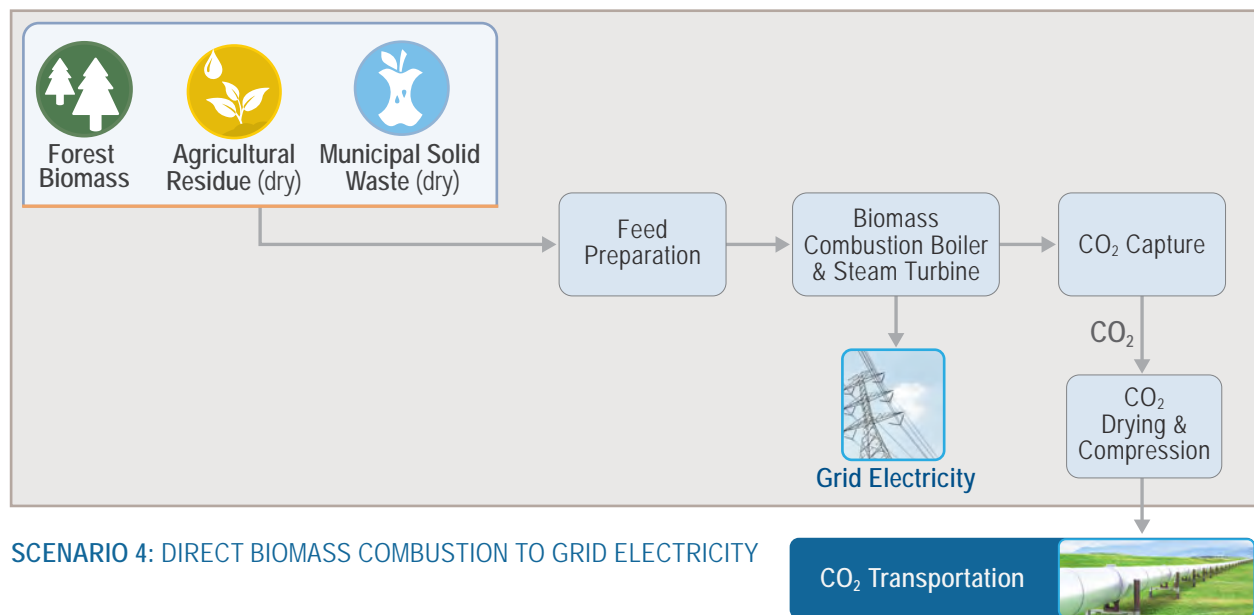 Forest
Biomass
Agricultural
Residue (dry)
Municipal Solid
Waste (dry)
Feed
Preparation
Biomass
Combustion Boiler
& Steam Turbine
CO₂ Capture
CO₂
CO₂
Drying &
Compression
Grid Electricity
SCENARIO 4: DIRECT BIOMASS COMBUSTION TO GRID ELECTRICITY
CO₂ Transportation